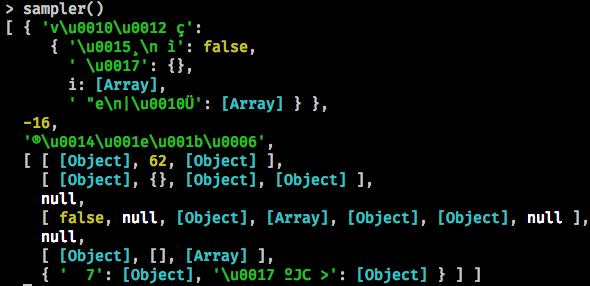 > sampler()
[ { 'v\u0010\u0012 ç':
     { '\u0015¸\n ì': false,
       ' \u0017': {},
       i: [Array],
       ' "e\n|\u0010Ü': [Array] } },
  -16,
  '®\u0014\u001e\u001b\u0006',
  [ [ [Object], 62, [Object] ],
    [ [Object], {}, [Object], [Object] ],
    null,
    [ false, null, [Object], [Array], [Object], [Object], null ],
    null,
    [ [Object], [], [Array] ],
    { '  7': [Object], '\u0017 ºJC >': [Object] } ] ]